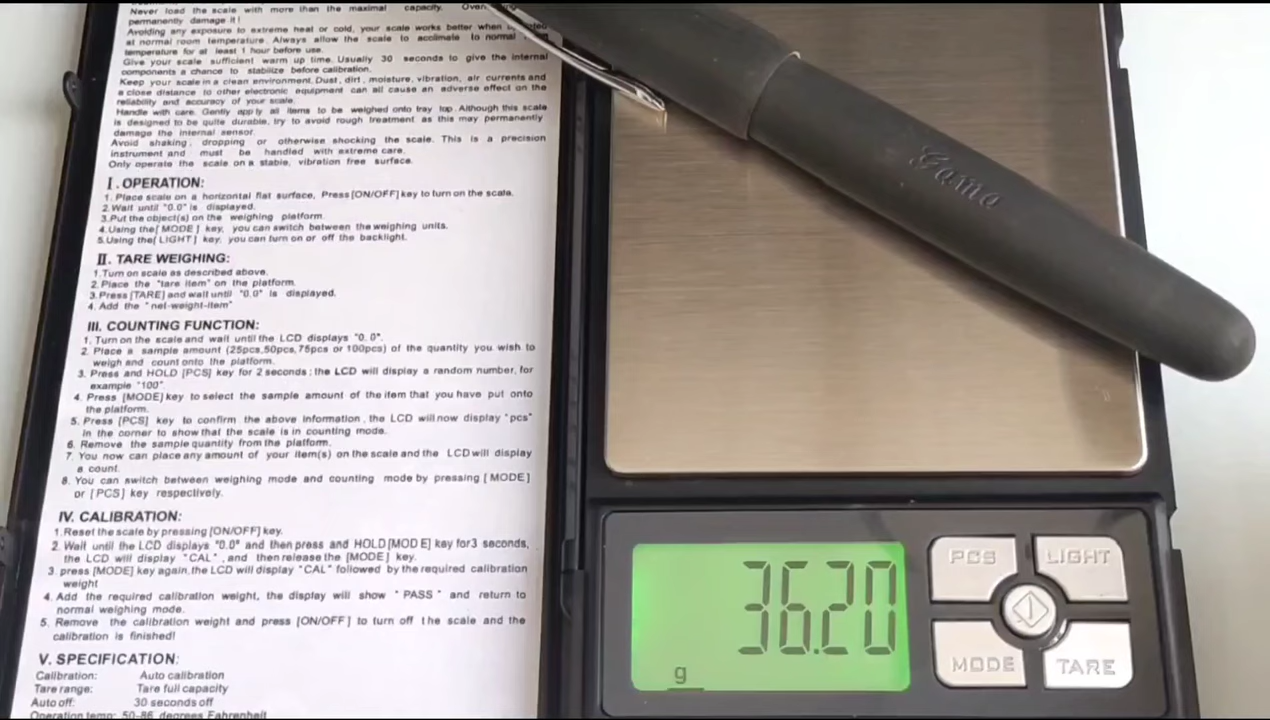 Never load the scale with more than the maximal capacity. Over
permanently damage it!
Avoiding any exposure to extreme heat or cold, your scale works better when
at normal room temperature. Always allow the scale to acclimate to normal
temperature for at least 1 hour before use.
Give your scale sufficient warm up time. Usually 30 seconds to give the internal
components a chance to stabilize before calibration.
Keep your scale in a clean environment. Dust, dirt, moisture, vibration, air currents and
a close distance to other electronic equipment can all cause an adverse effect on the
reliability and accuracy of your scale.
Handle with care. Gently apply all items to be weighed onto tray top. Although this scale
is designed to be quite durable, try to avoid rough treatment as this may permanently
damage the internal sensor.
Avoid shaking, dropping or otherwise shocking the scale. This is a precision
instrument and must be handled with extreme care.
Only operate the scale on a stable, vibration free surface.
I. OPERATION:
1. Place scale on a horizontal flat surface, Press[ON/OFF] key to turn on the scale.
2.Wait until "0.0" is displayed.
3.Put the object(s) on the weighing platform.
4.Using the[MODE] key, you can switch between the weighing units.
5.Using the[LIGHT] key, you can turn on or off the backlight.
II. TARE WEIGHING:
1.Turn on scale as described above.
2.Place the "tare item" on the platform.
3.Press [TARE] and wait until "0.0" is displayed.
4. Add the "net-weight-item"
III. COUNTING FUNCTION:
1. Turn on the scale and wait until the LCD displays "0.0".
2. Place a sample amount (25pcs,50pcs,75pcs or 100pcs) of the quantity you wish to
weigh and count onto the platform.
3. Press and HOLD [PCS] key for 2 seconds; the LCD will display a random number, for
example "100".
4. Press [MODE] key to select the sample amount of the item that you have put onto
the platform.
5. Press [PCS] key to confirm the above information, the LCD will now display "pcs"
in the corner to show that the scale is in counting mode.
6. Remove the sample quantity from the platform.
7. You now can place any amount of your item(s) on the scale and the LCD will display
a count.
8. You can switch between weighing mode and counting mode by pressing [MODE]
or [PCS] key respectively.
IV. CALIBRATION:
1.Reset the scale by pressing [ON/OFF] key.
2. Wait until the LCD displays "0.0" and then press and HOLD [MODE] key for 3 seconds,
the LCD will display "CAL", and then release the [MODE] key.
3. press [MODE] key again, the LCD will display "CAL" followed by the required calibration
weight
4. Add the required calibration weight, the display will show "PASS" and return to
normal weighing mode.
5. Remove the calibration weight and press [ON/OFF] to turn off the scale and the
calibration is finished!
V. SPECIFICATION:
Calibration: Auto calibration
Tare range: Tare full capacity
Auto off: 30 seconds off
Operation temp: 50-86 degrees Fahrenheit
Gama
36.20
g
PCS
LIGHT
MODE
TARE